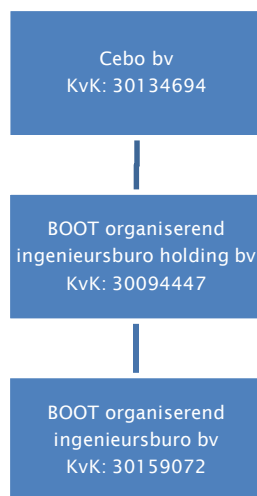 Cebo bv
KvK: 30134694
BOOT organiserend
ingenieursburo holding bv
KvK: 30094447
BOOT organiserend
ingenieursburo bv
KvK: 30159072